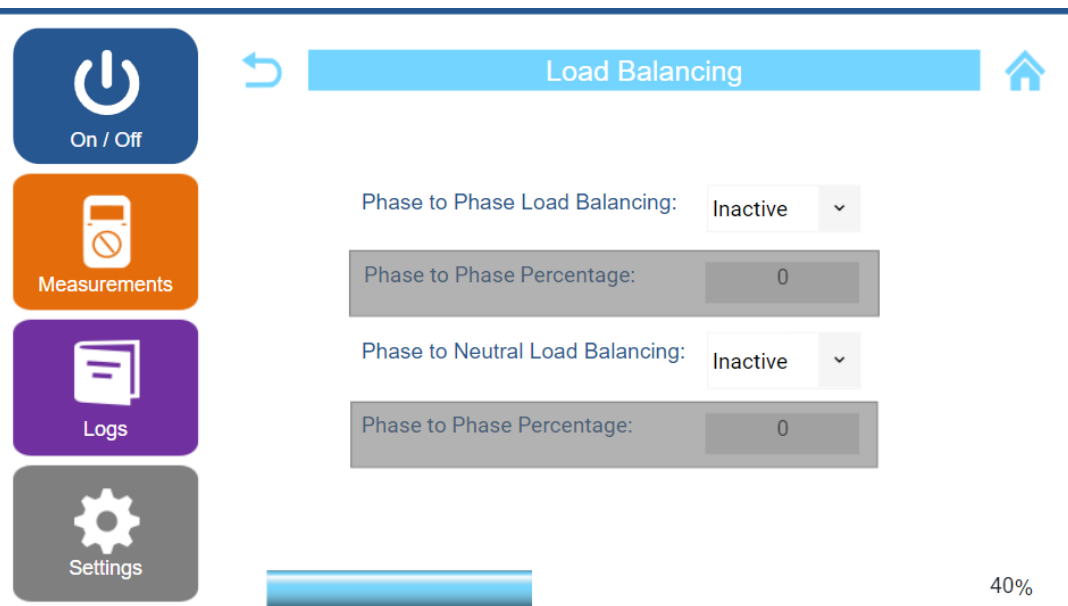 Load Balancing
On / Off
Measurements
Logs
Settings
Phase to Phase Load Balancing: Inactive
Phase to Phase Percentage: 0
Phase to Neutral Load Balancing: Inactive
Phase to Phase Percentage: 0
40%